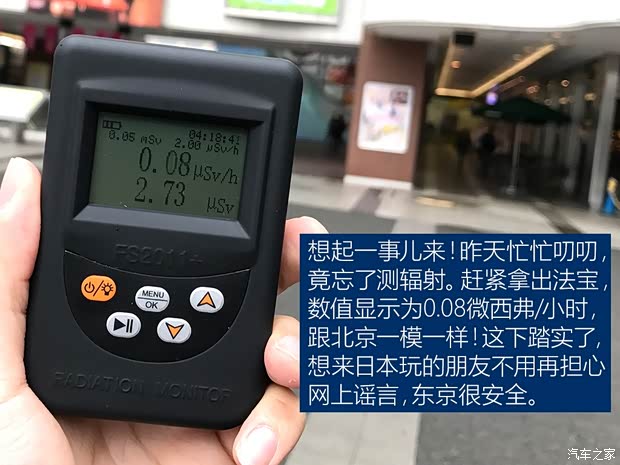 04:18:41
0.05 mSv 2.00 μSv/h
0.08 μSv/h
2.73 μSv
FS2011+
MENU
OK
RADIATION MONITOR
想起一事儿来！昨天忙忙叨叨，
竟忘了测辐射。赶紧拿出法宝，
数值显示为0.08微西弗/小时，
跟北京一模一样！这下踏实了，
想来日本玩的朋友不用再担心
网上谣言，东京很安全。
汽车之家